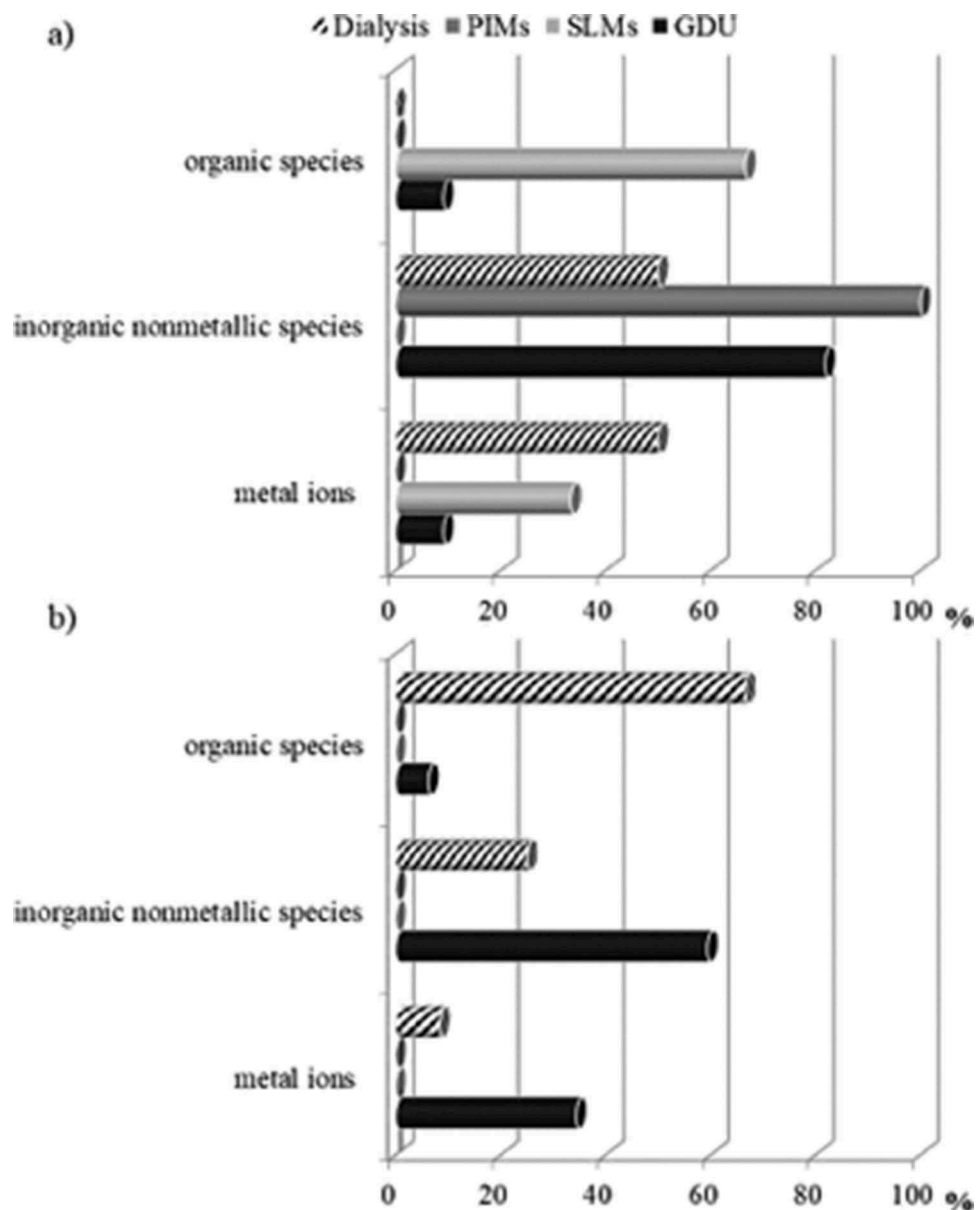 a)
Dialysis PIMs SLMs GDU
organic species
inorganic nonmetallic species
metal ions
0 20 40 60 80 100 %
b)
organic species
inorganic nonmetallic species
metal ions
0 20 40 60 80 100 %